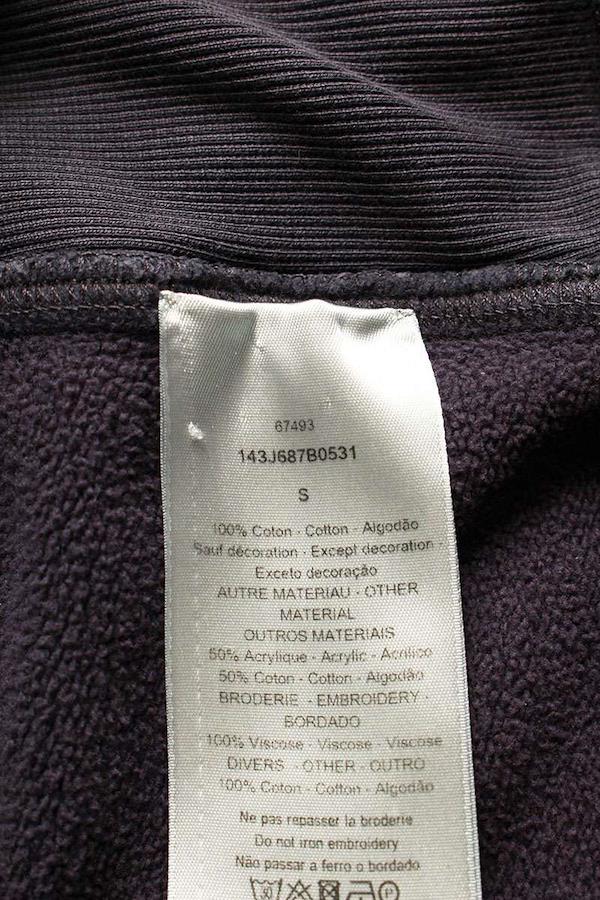 67493
143J687B0531
S
100% Coton - Cotton - Algodão
Sauf décoration - Except decoration -
Exceto decoração
AUTRE MATERIAU - OTHER
MATERIAL
OUTROS MATERIAIS
50% Acrylique - Acrylic - Acrílico
50% Coton - Cotton - Algodão
BRODERIE - EMBROIDERY -
BORDADO
100% Viscose - Viscose - Viscose
DIVERS - OTHER - OUTRO
100% Coton - Cotton - Algodão
Ne pas repasser la broderie
Do not iron embroidery
Não passar a ferro o bordado